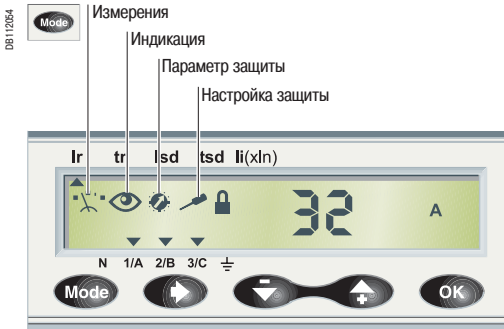 DB112054
Mode
Измерения
Индикация
Параметр защиты
Настройка защиты
Ir tr Isd tsd Ii(xIn)
32 A
N 1/A 2/B 3/C
Mode OK